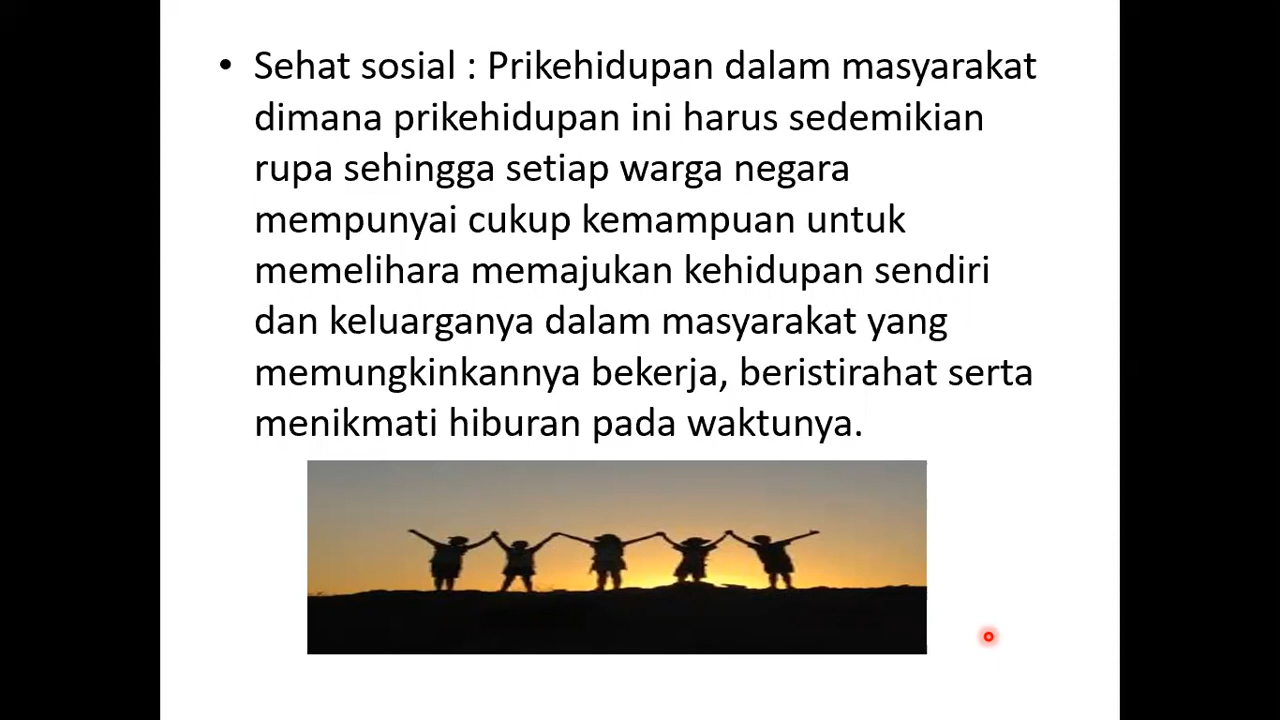 • Sehat sosial : Prikehidupan dalam masyarakat
dimana prikehidupan ini harus sedemikian
rupa sehingga setiap warga negara
mempunyai cukup kemampuan untuk
memelihara memajukan kehidupan sendiri
dan keluarganya dalam masyarakat yang
memungkinkannya bekerja, beristirahat serta
menikmati hiburan pada waktunya.